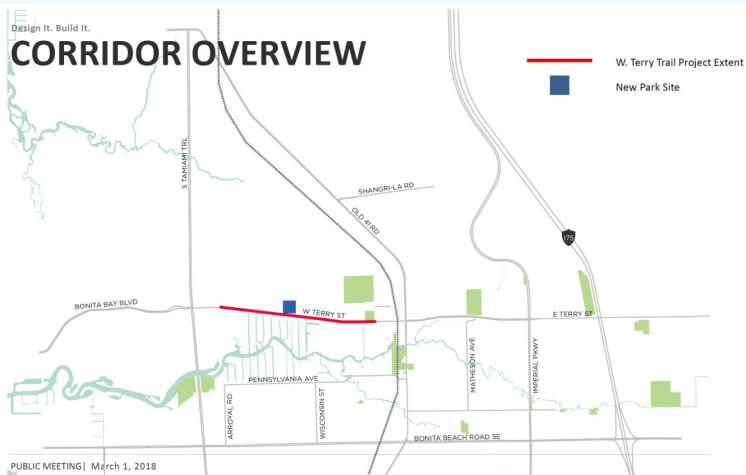 Design It. Build It.
CORRIDOR OVERVIEW
W. Terry Trail Project Extent
New Park Site
S TAMIAMI TRL
SHANGRI-LA RD
OLD 41 RD
175
BONITA BAY BLVD
W TERRY ST
E TERRY ST
PENNSYLVANIA AVE
ARROYAL RD
WISCONSIN ST
MATHESON AVE
IMPERIAL PKWY
BONITA BEACH ROAD SE
PUBLIC MEETING| March 1, 2018